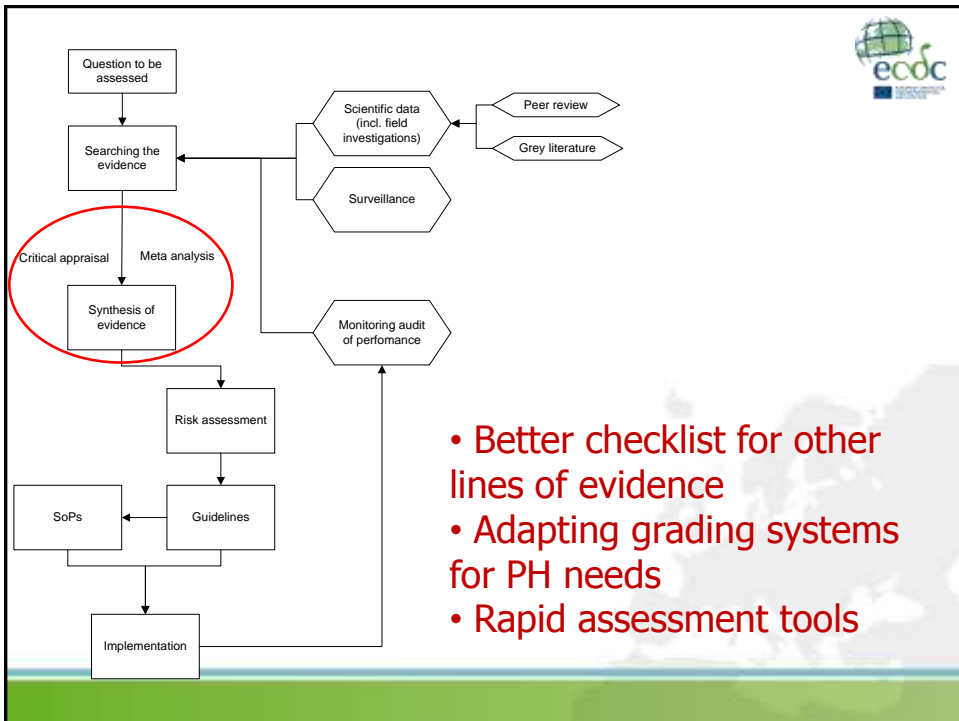 Question to be
assessed
ecdc
Scientific data
(incl. field
investigations)
Peer review
Grey literature
Searching the
evidence
Surveillance
Critical appraisal
Meta analysis
Synthesis of
evidence
Monitoring audit
of perfomance
Risk assessment
• Better checklist for other
lines of evidence
• Adapting grading systems
for PH needs
• Rapid assessment tools
SoPs
Guidelines
Implementation